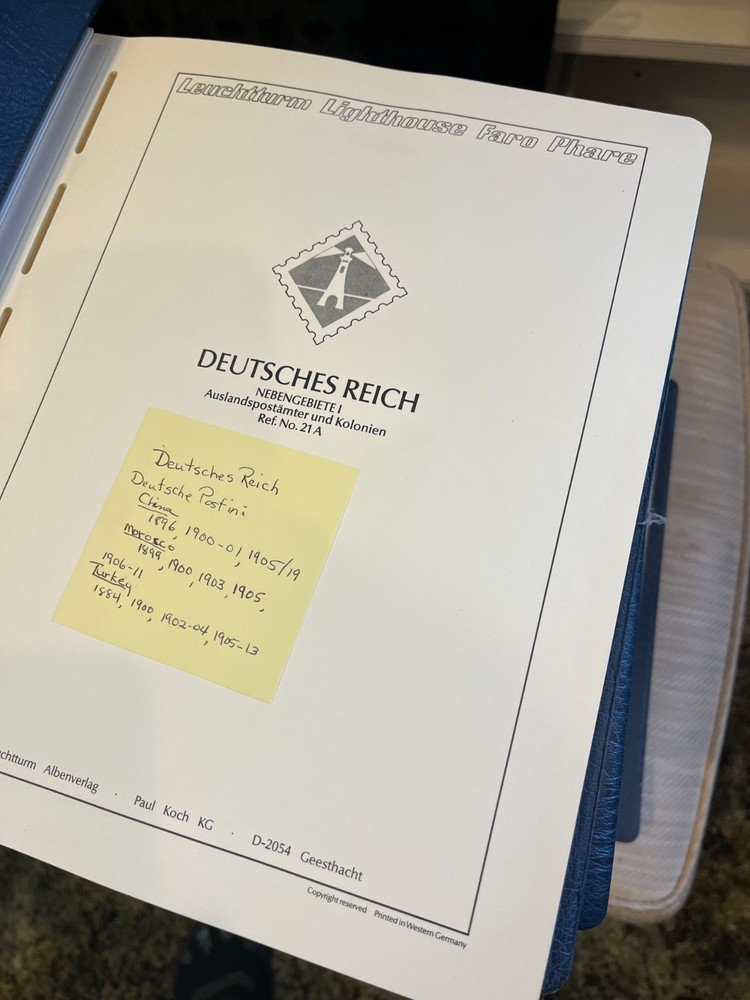 Leuchtturm Lighthouse Faro Phare
DEUTSCHES REICH
NEBENGEBIETE I
Auslandspostämter und Kolonien
Ref. No. 21 A
Deutsches Reich
Deutsche Post in:
China
1896, 1900-01, 1905/19
Morocco
1899, 1900, 1903, 1905,
1906-11
Turkey
1884, 1900, 1902-04, 1905-13
chtturm Albenverlag · Paul Koch KG · D-2054 Geesthacht
Copyright reserved Printed in Western Germany